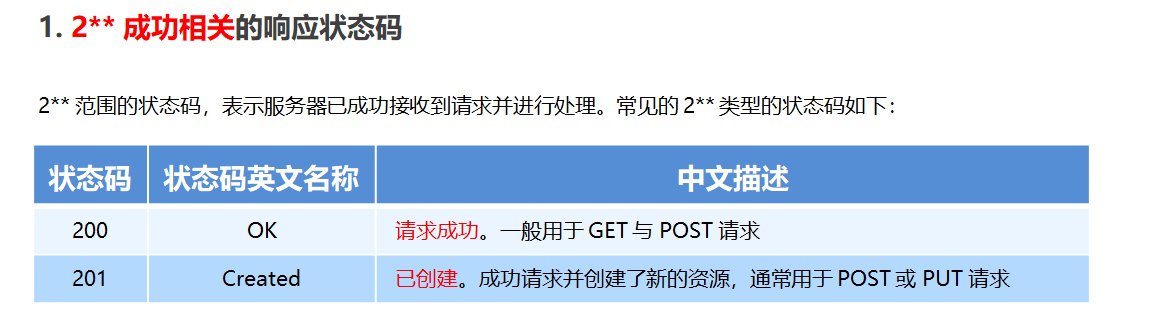 1. 2** 成功相关的响应状态码
2** 范围的状态码，表示服务器已成功接收到请求并进行处理。常见的 2** 类型的状态码如下：
状态码 状态码英文名称 中文描述
200 OK 请求成功。一般用于 GET 与 POST 请求
201 Created 已创建。成功请求并创建了新的资源，通常用于 POST 或 PUT 请求